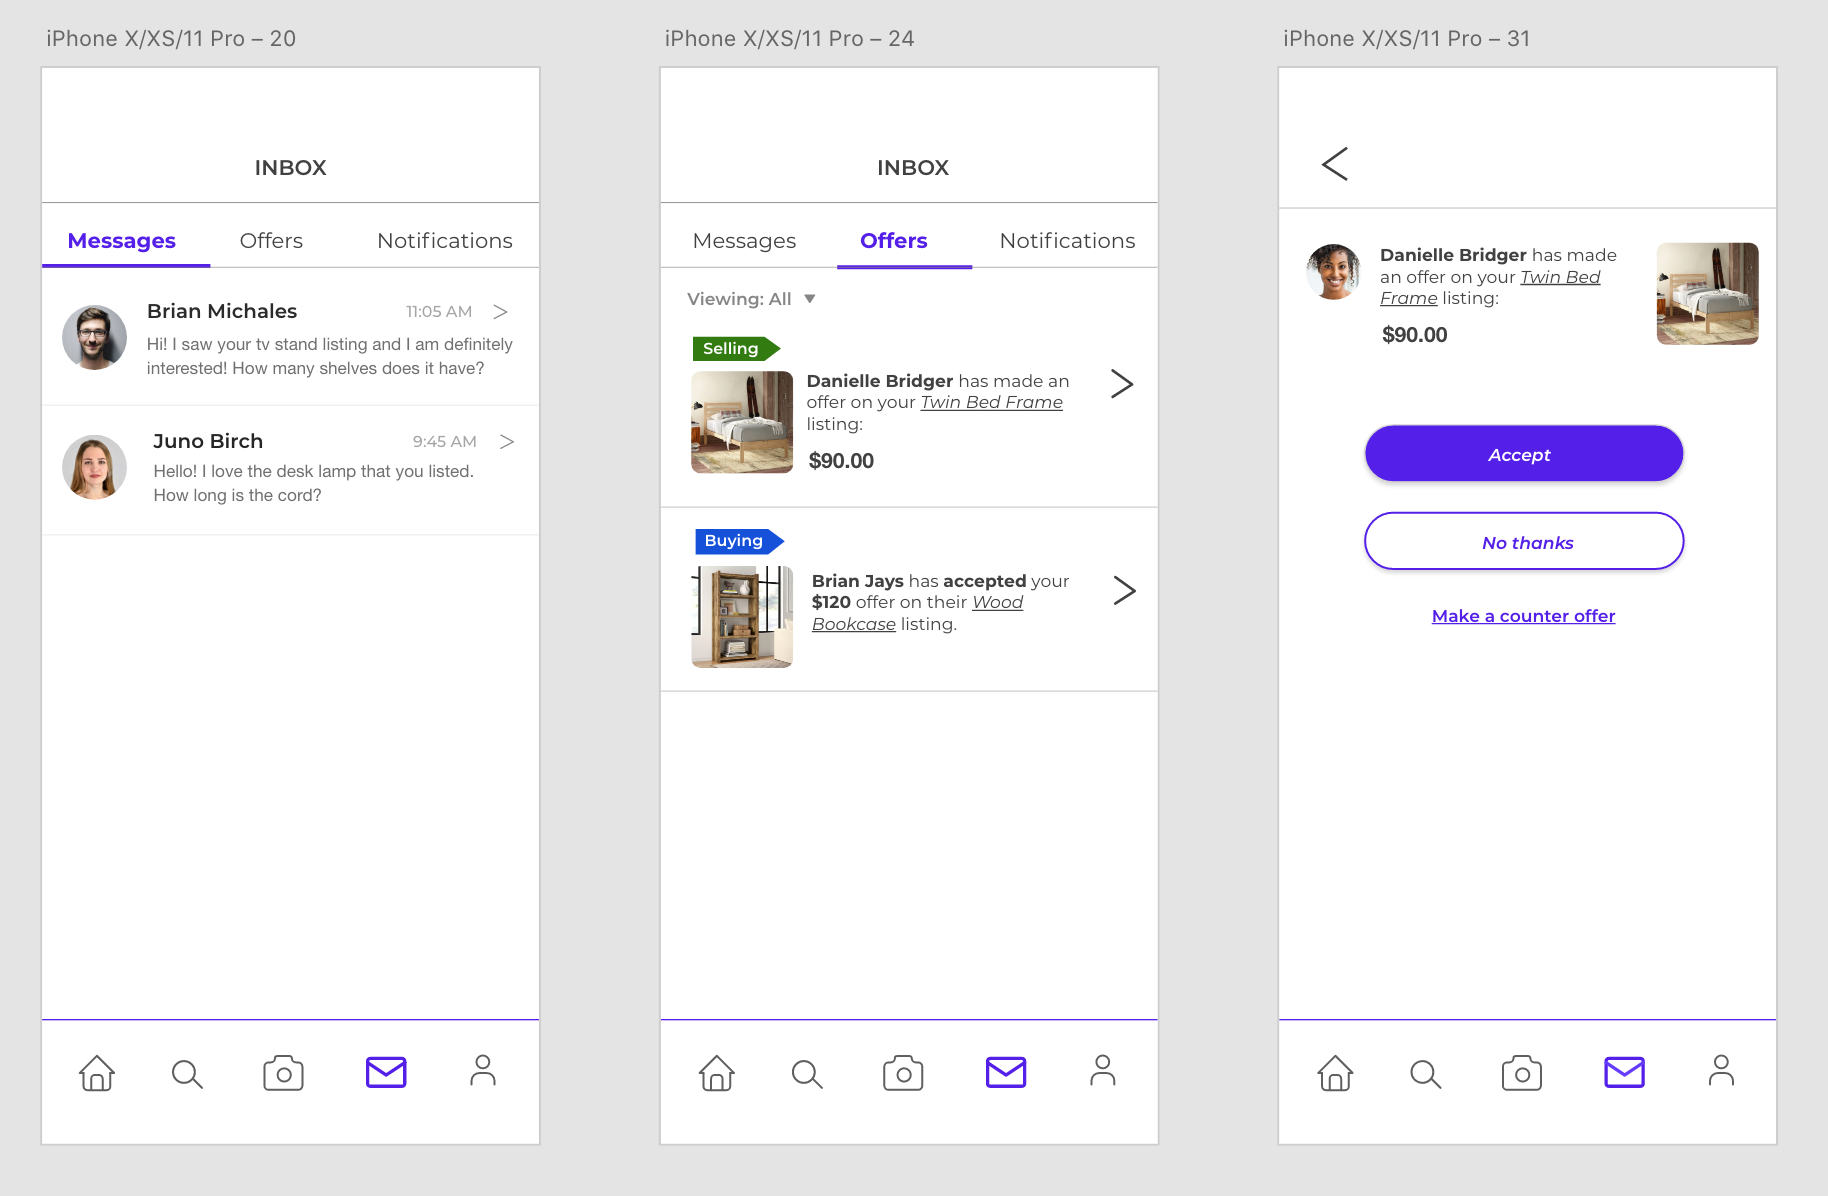 iPhone X/XS/11 Pro – 20
INBOX
Messages Offers Notifications
Brian Michales 11:05 AM >
Hi! I saw your tv stand listing and I am definitely
interested! How many shelves does it have?
Juno Birch 9:45 AM >
Hello! I love the desk lamp that you listed.
How long is the cord?
iPhone X/XS/11 Pro – 24
INBOX
Messages Offers Notifications
Viewing: All ▼
Selling
Danielle Bridger has made an
offer on your Twin Bed Frame
listing:
$90.00
Buying
Brian Jays has accepted your
$120 offer on their Wood
Bookcase listing.
iPhone X/XS/11 Pro – 31
Danielle Bridger has made
an offer on your Twin Bed
Frame listing:
$90.00
Accept
No thanks
Make a counter offer